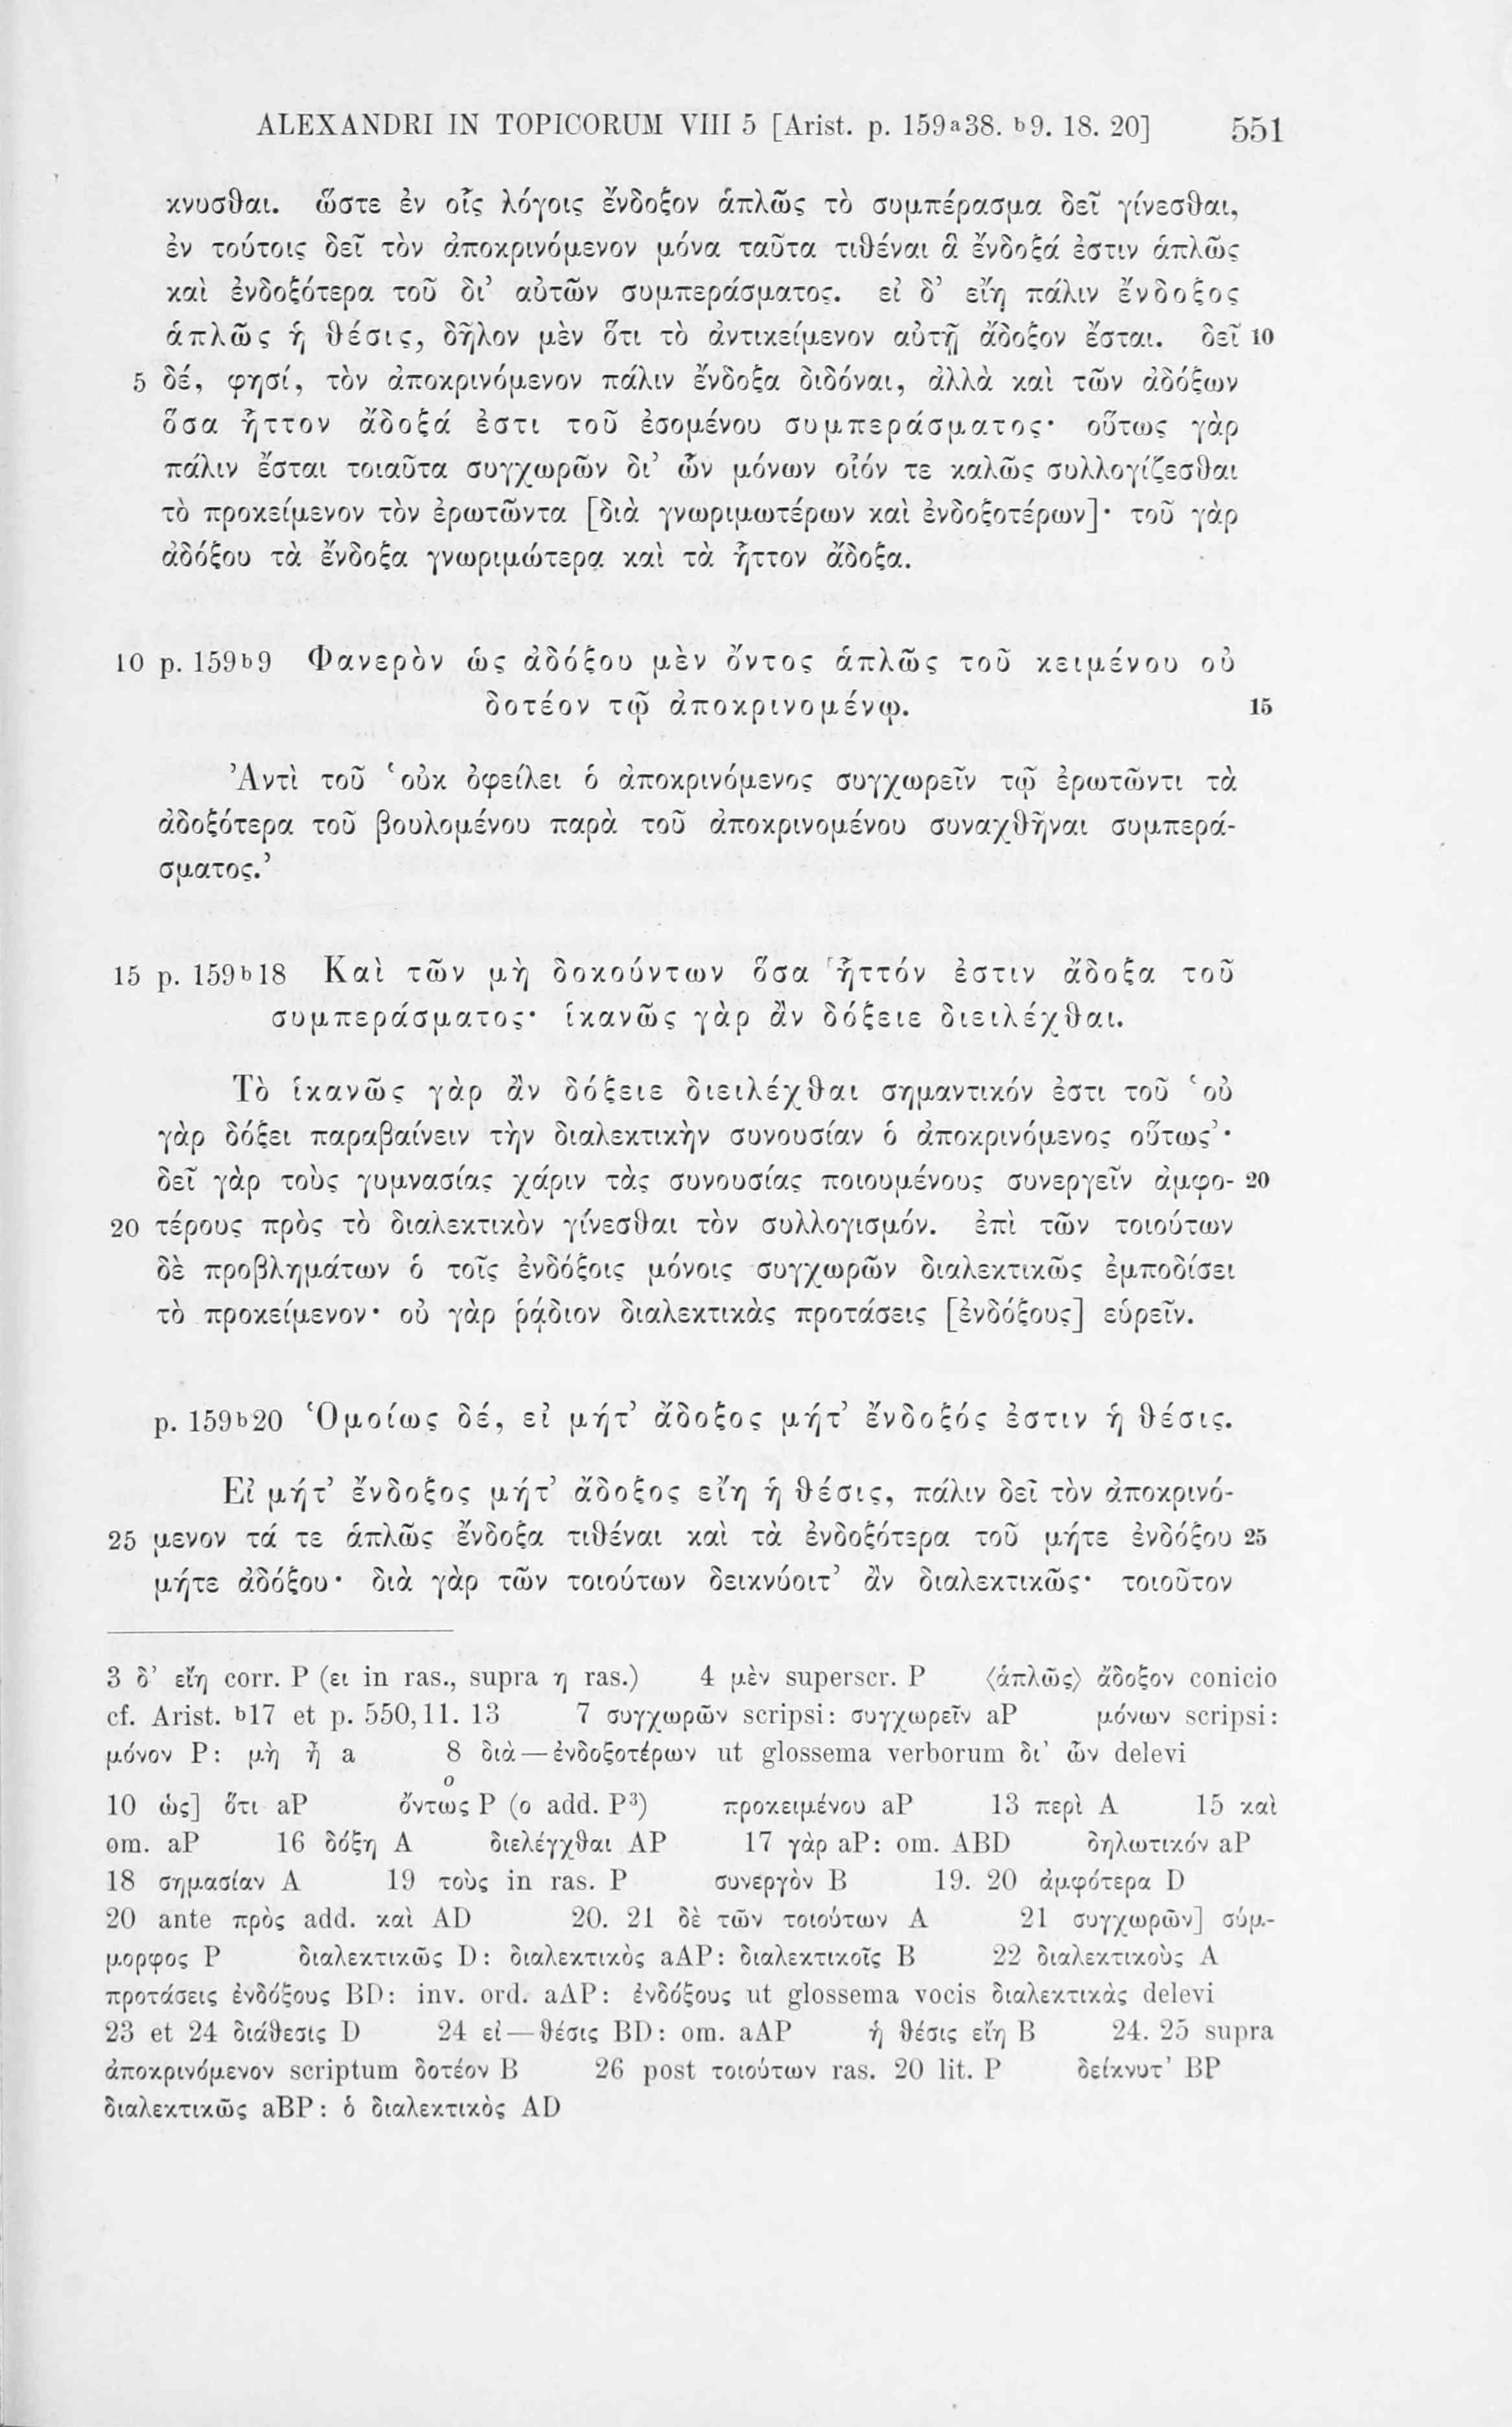 ALEXANDRI IN TOPICORUM VIII 5 [Arist. p. 159a38. b9. 18. 20] 551
κνυσθαι. ὥστε ἐν οἷς λόγοις ἔνδοξον ἁπλῶς τὸ συμπέρασμα δεῖ γίνεσθαι,
ἐν τούτοις δεῖ τὸν ἀποκρινόμενον μόνα ταῦτα τιθέναι ἃ ἔνδοξά ἐστιν ἁπλῶς
καὶ ἐνδοξότερα τοῦ δι’ αὐτῶν συμπεράσματος. εἰ δ’ εἴη πάλιν ἔνδοξος
ἁπλῶς ἡ θέσις, δῆλον μὲν ὅτι τὸ ἀντικείμενον αὐτῇ ἄδοξον ἔσται. δεῖ 10
5 δέ, φησί, τὸν ἀποκρινόμενον πάλιν ἔνδοξα διδόναι, ἀλλὰ καὶ τῶν ἀδόξων
ὅσα ἧττον ἄδοξά ἐστι τοῦ ἐσομένου συμπεράσματος· οὕτως γὰρ
πάλιν ἔσται τοιαῦτα συγχωρῶν δι’ ὧν μόνων οἷόν τε καλῶς συλλογίζεσθαι
τὸ προκείμενον τὸν ἐρωτῶντα [διὰ γνωριμωτέρων καὶ ἐνδοξοτέρων]· τοῦ γὰρ
ἀδόξου τὰ ἔνδοξα γνωριμώτερα καὶ τὰ ἧττον ἄδοξα.
10 p. 159b9 Φανερὸν ὡς ἀδόξου μὲν ὄντος ἁπλῶς τοῦ κειμένου οὐ
δοτέον τῷ ἀποκρινομένῳ. 15
Ἀντὶ τοῦ ‘οὐκ ὀφείλει ὁ ἀποκρινόμενος συγχωρεῖν τῷ ἐρωτῶντι τὰ
ἀδοξότερα τοῦ βουλομένου παρὰ τοῦ ἀποκρινομένου συναχθῆναι συμπερά-
σματος.’
15 p. 159b18 Καὶ τῶν μὴ δοκούντων ὅσα ἧττόν ἐστιν ἄδοξα τοῦ
συμπεράσματος· ἱκανῶς γὰρ ἂν δόξειε διειλέχθαι.
Τὸ ἱκανῶς γὰρ ἂν δόξειε διειλέχθαι σημαντικόν ἐστι τοῦ ‘οὐ
γὰρ δόξει παραβαίνειν τὴν διαλεκτικὴν συνουσίαν ὁ ἀποκρινόμενος οὕτως’·
δεῖ γὰρ τοὺς γυμνασίας χάριν τὰς συνουσίας ποιουμένους συνεργεῖν ἀμφο- 20
20 τέρους πρὸς τὸ διαλεκτικὸν γίνεσθαι τὸν συλλογισμόν. ἐπὶ τῶν τοιούτων
δὲ προβλημάτων ὁ τοῖς ἐνδόξοις μόνοις συγχωρῶν διαλεκτικῶς ἐμποδίσει
τὸ προκείμενον· οὐ γὰρ ῥᾴδιον διαλεκτικὰς προτάσεις [ἐνδόξους] εὑρεῖν.
p. 159b20 Ὁμοίως δέ, εἰ μήτ’ ἄδοξος μήτ’ ἔνδοξός ἐστιν ἡ θέσις.
Εἰ μήτ’ ἔνδοξος μήτ’ ἄδοξος εἴη ἡ θέσις, πάλιν δεῖ τὸν ἀποκρινό-
25 μενον τά τε ἁπλῶς ἔνδοξα τιθέναι καὶ τὰ ἐνδοξότερα τοῦ μήτε ἐνδόξου 25
μήτε ἀδόξου· διὰ γὰρ τῶν τοιούτων δεικνύοιτ’ ἂν διαλεκτικῶς· τοιοῦτον
3 δ’ εἴη corr. P (ει in ras., supra η ras.) 4 μὲν superscr. P ⟨ἁπλῶς⟩ ἄδοξον conicio
cf. Arist. b17 et p. 550,11. 13 7 συγχωρῶν scripsi: συγχωρεῖν aP μόνων scripsi:
μόνον P: μὴ ᾖ a 8 διὰ—ἐνδοξοτέρων ut glossema verborum δι’ ὧν delevi
ο
10 ὡς] ὅτι aP ὄντως P (ο add. P³) προκειμένου aP 13 περὶ A 15 καὶ
om. aP 16 δόξη A διελέγχθαι AP 17 γὰρ aP: om. ABD δηλωτικόν aP
18 σημασίαν A 19 τοὺς in ras. P συνεργὸν B 19. 20 ἀμφότερα D
20 ante πρὸς add. καὶ AD 20. 21 δὲ τῶν τοιούτων A 21 συγχωρῶν] σύμ-
μορφος P διαλεκτικῶς D: διαλεκτικὸς aAP: διαλεκτικοῖς B 22 διαλεκτικοὺς A
προτάσεις ἐνδόξους BD: inv. ord. aAP: ἐνδόξους ut glossema vocis διαλεκτικὰς delevi
23 et 24 διάθεσις D 24 εἰ—θέσις BD: om. aAP ἡ θέσις εἴη B 24. 25 supra
ἀποκρινόμενον scriptum δοτέον B 26 post τοιούτων ras. 20 lit. P δείκνυτ’ BP
διαλεκτικῶς aBP: ὁ διαλεκτικὸς AD